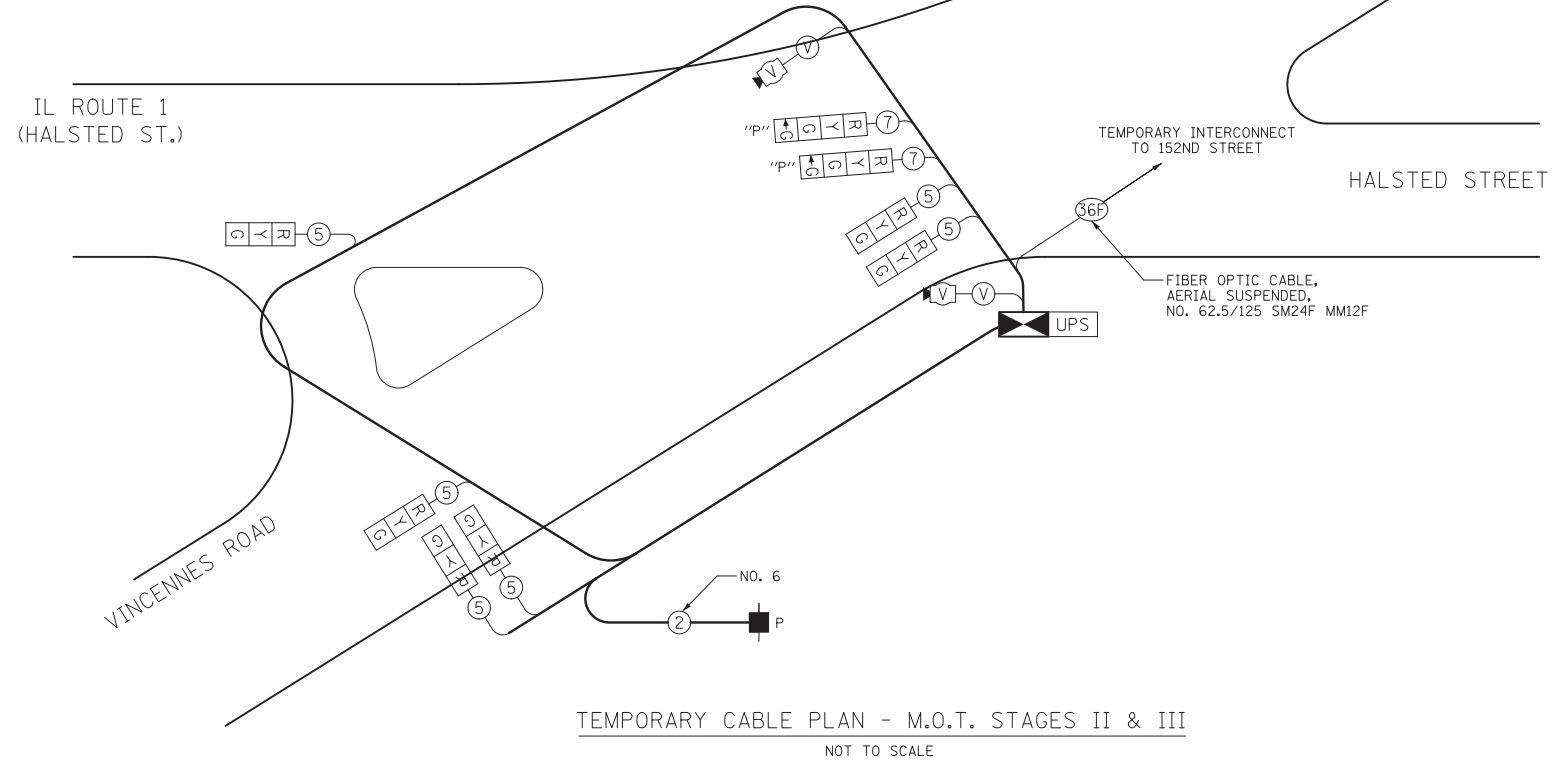 IL ROUTE 1
(HALSTED ST.)
V
V
"P" G G Y R 7
"P" G G Y R 7
R Y G 5
R Y G 5
G Y R 5
TEMPORARY INTERCONNECT
TO 152ND STREET
HALSTED STREET
36F
FIBER OPTIC CABLE,
AERIAL SUSPENDED,
NO. 62.5/125 SM24F MM12F
V V
UPS
R Y G 5
G Y R 5
G Y R 5
VINCENNES ROAD
NO. 6
2
P
TEMPORARY CABLE PLAN - M.O.T. STAGES II & III
NOT TO SCALE